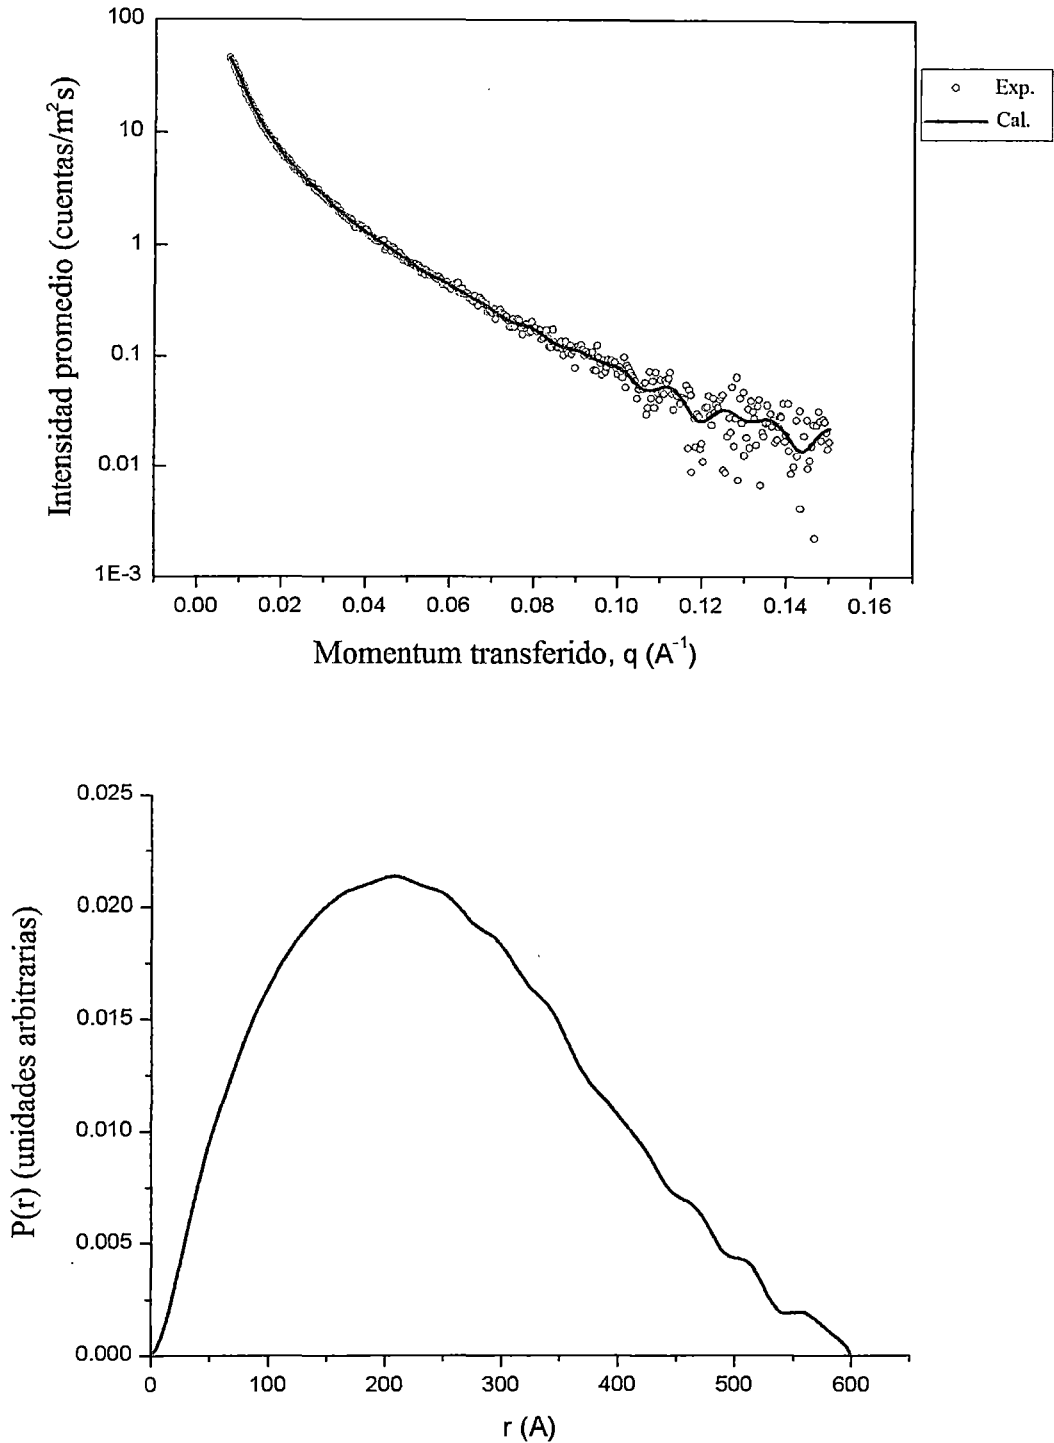 100
10
1
0.1
0.01
1E-3
Intensidad promedio (cuentas/m²s)
Exp.
Cal.
0.00 0.02 0.04 0.06 0.08 0.10 0.12 0.14 0.16
Momentum transferido, q (A⁻¹)
0.025
0.020
0.015
0.010
0.005
0.000
P(r) (unidades arbitrarias)
0 100 200 300 400 500 600
r (A)